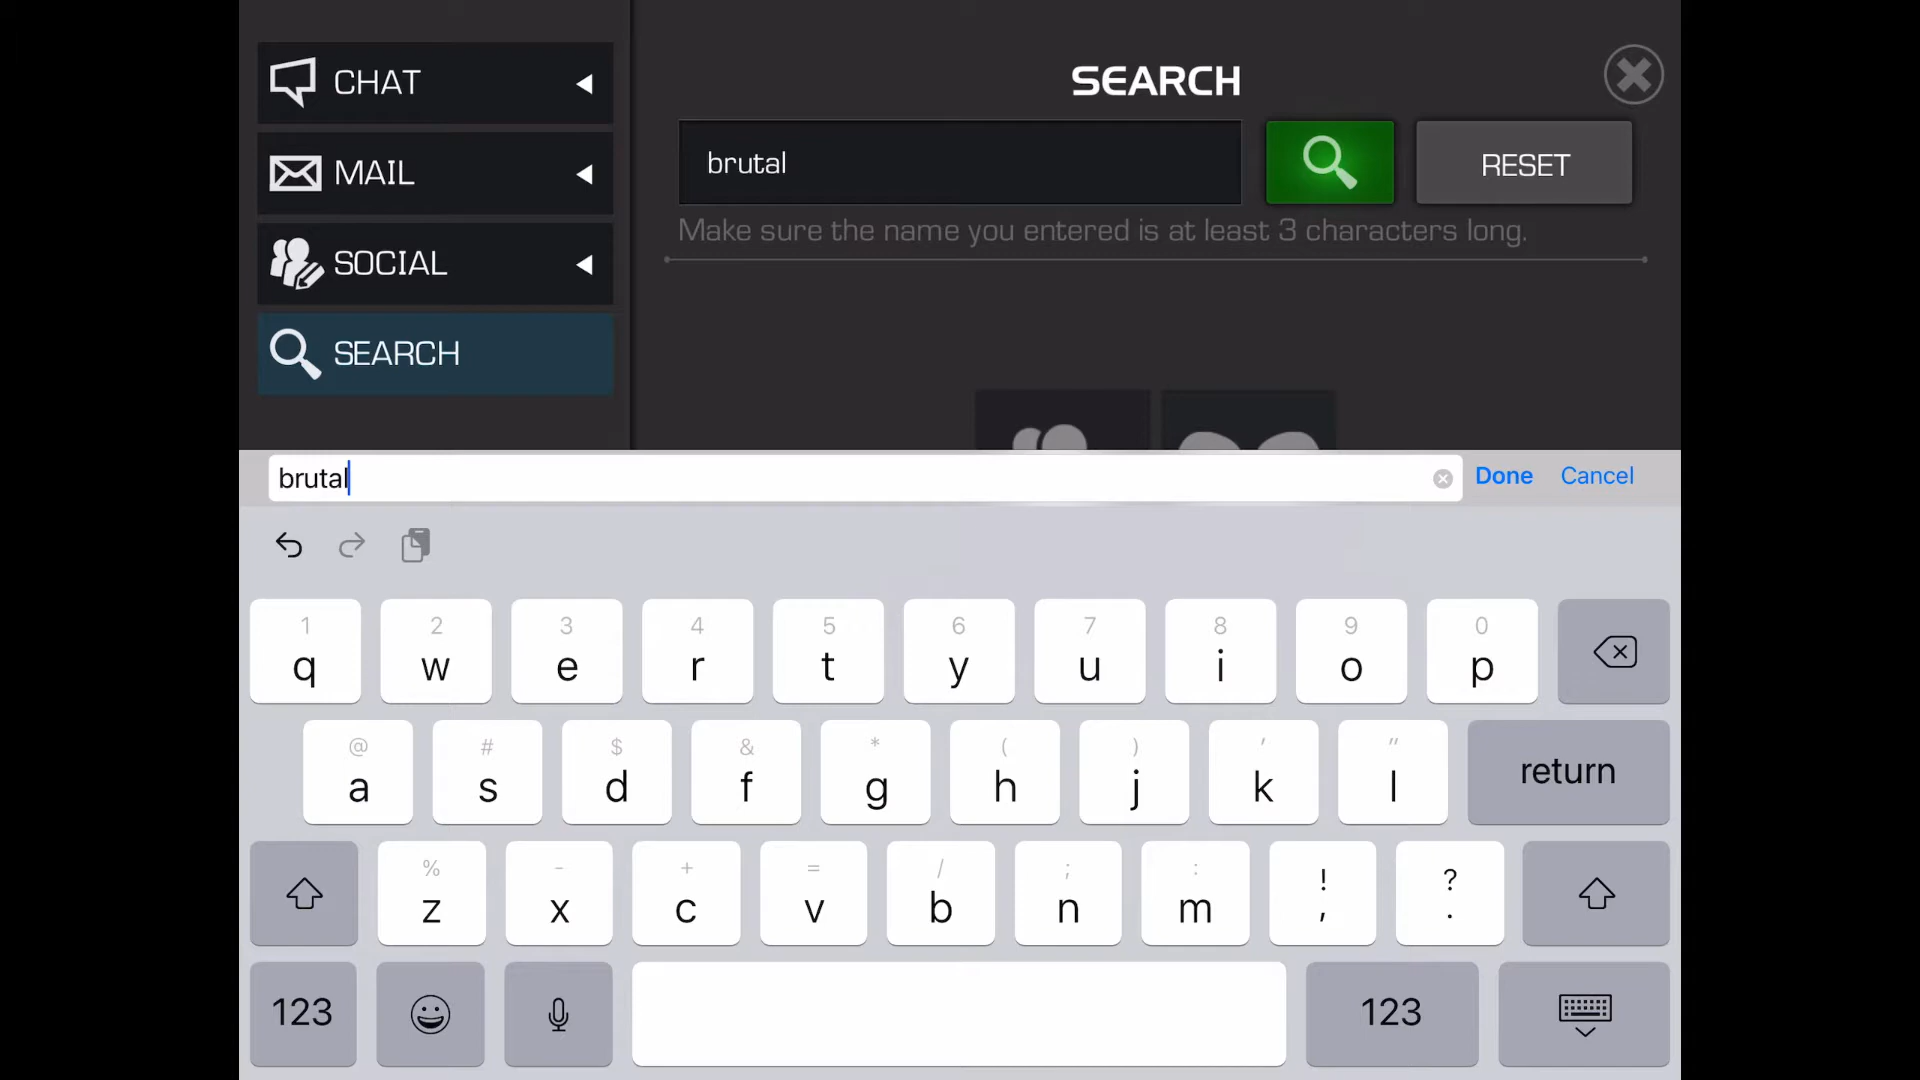 CHAT
MAIL
SOCIAL
SEARCH
SEARCH
brutal
RESET
Make sure the name you entered is at least 3 characters long.
brutal
Done Cancel
1 2 3 4 5 6 7 8 9 0
q w e r t y u i o p
@ # $ & * ( ) ' "
a s d f g h j k l return
% - + = / ; : ! ?
z x c v b n m , .
123 123